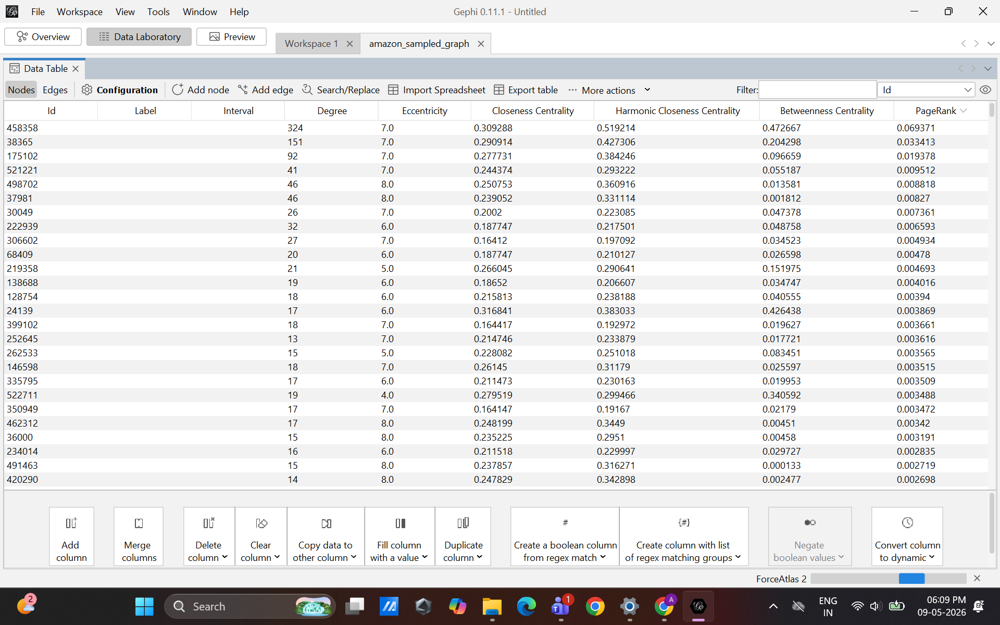 File Workspace View Tools Window Help Gephi 0.11.1 - Untitled
Overview Data Laboratory Preview Workspace 1 amazon_sampled_graph
Data Table
Nodes Edges Configuration Add node Add edge Search/Replace Import Spreadsheet Export table ··· More actions Filter: Id
Id Label Interval Degree Eccentricity Closeness Centrality Harmonic Closeness Centrality Betweenness Centrality PageRank
458358 324 7.0 0.309288 0.519214 0.472667 0.069371
38365 151 7.0 0.290914 0.427306 0.204298 0.033413
175102 92 7.0 0.277731 0.384246 0.096659 0.019378
521221 41 7.0 0.244374 0.293222 0.055187 0.009512
498702 46 8.0 0.250753 0.360916 0.013581 0.008818
37981 46 8.0 0.239052 0.331114 0.001812 0.00827
30049 26 7.0 0.2002 0.223085 0.047378 0.007361
222939 32 6.0 0.187747 0.217501 0.048758 0.006593
306602 27 7.0 0.16412 0.197092 0.034523 0.004934
68409 20 6.0 0.187747 0.210127 0.026598 0.00478
219358 21 5.0 0.266045 0.290641 0.151975 0.004693
138688 19 6.0 0.18652 0.206607 0.034747 0.004016
128754 18 6.0 0.215813 0.238188 0.040555 0.00394
24139 17 6.0 0.316841 0.383033 0.426438 0.003869
399102 18 7.0 0.164417 0.192972 0.019627 0.003661
252645 13 7.0 0.214746 0.233879 0.017721 0.003616
262533 15 5.0 0.228082 0.251018 0.083451 0.003565
146598 18 7.0 0.26145 0.31179 0.025597 0.003515
335795 17 6.0 0.211473 0.230163 0.019953 0.003509
522711 19 4.0 0.279519 0.299466 0.340592 0.003488
350949 17 7.0 0.164147 0.19167 0.02179 0.003472
462312 17 8.0 0.248199 0.3449 0.00451 0.00342
36000 15 8.0 0.235225 0.2951 0.00458 0.003191
234014 16 6.0 0.211518 0.229997 0.029727 0.002835
491463 15 8.0 0.237857 0.316271 0.000133 0.002719
420290 14 8.0 0.247829 0.342898 0.002477 0.002698
Add column
Merge columns
Delete column
Clear column
Copy data to other column
Fill column with a value
Duplicate column
Create a boolean column from regex match
Create column with list of regex matching groups
Negate boolean values
Convert column to dynamic
ForceAtlas 2
2 Search 1 A ENG IN 06:09 PM
09-05-2026